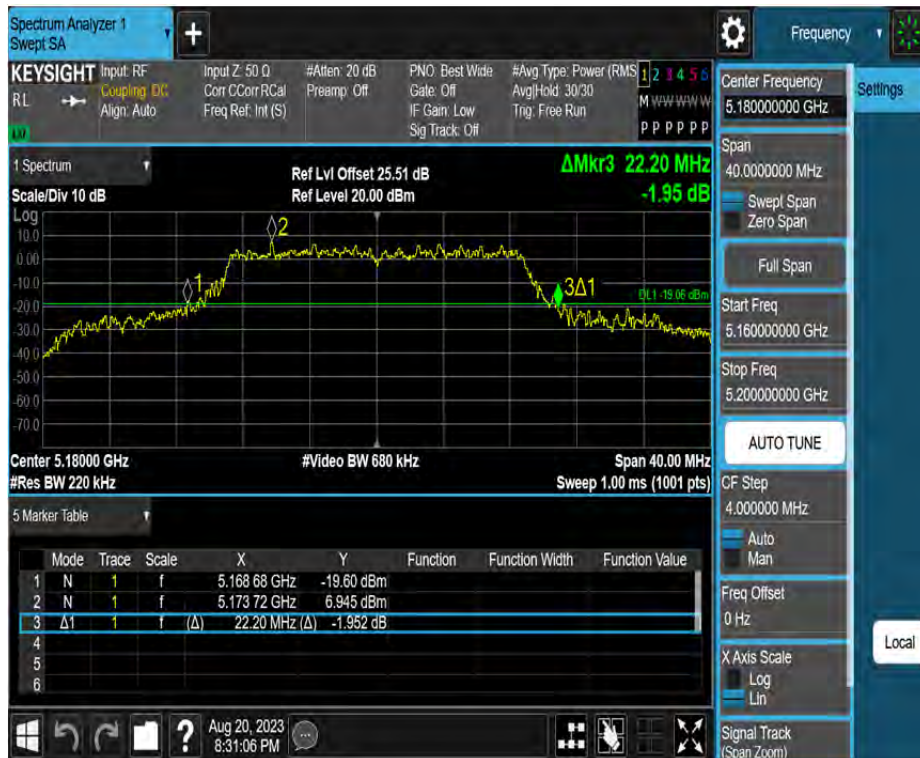 Spectrum Analyzer 1
Swept SA
+
Frequency
KEYSIGHT Input: RF Input Z: 50 Ω #Atten: 20 dB PNO: Best Wide #Avg Type: Power (RMS 1 2 3 4 5 6
RL Coupling: DC Corr CCorr RCal Preamp: Off Gate: Off Avg|Hold: 30/30 M W W W W W
Align: Auto Freq Ref: Int (S) IF Gain: Low Trig: Free Run
Sig Track: Off P P P P P P
LXI
Center Frequency
5.180000000 GHz
Settings
Span
40.0000000 MHz
Swept Span
Zero Span
Full Span
Start Freq
5.160000000 GHz
Stop Freq
5.200000000 GHz
AUTO TUNE
CF Step
4.000000 MHz
Auto
Man
Freq Offset
0 Hz
X Axis Scale
Log
Lin
Signal Track
(Span Zoom)
Local
1 Spectrum
Scale/Div 10 dB
Ref Lvl Offset 25.51 dB
Ref Level 20.00 dBm
ΔMkr3 22.20 MHz
-1.95 dB
Log
10.0
0.00
-10.0
-20.0
-30.0
-40.0
-50.0
-60.0
-70.0
2
1
3Δ1
DL1 -19.06 dBm
Center 5.18000 GHz #Video BW 680 kHz Span 40.00 MHz
#Res BW 220 kHz Sweep 1.00 ms (1001 pts)
5 Marker Table
Mode Trace Scale X Y Function Function Width Function Value
1 N 1 f 5.168 68 GHz -19.60 dBm
2 N 1 f 5.173 72 GHz 6.945 dBm
3 Δ1 1 f (Δ) 22.20 MHz (Δ) -1.952 dB
4
5
6
?
Aug 20, 2023
8:31:06 PM